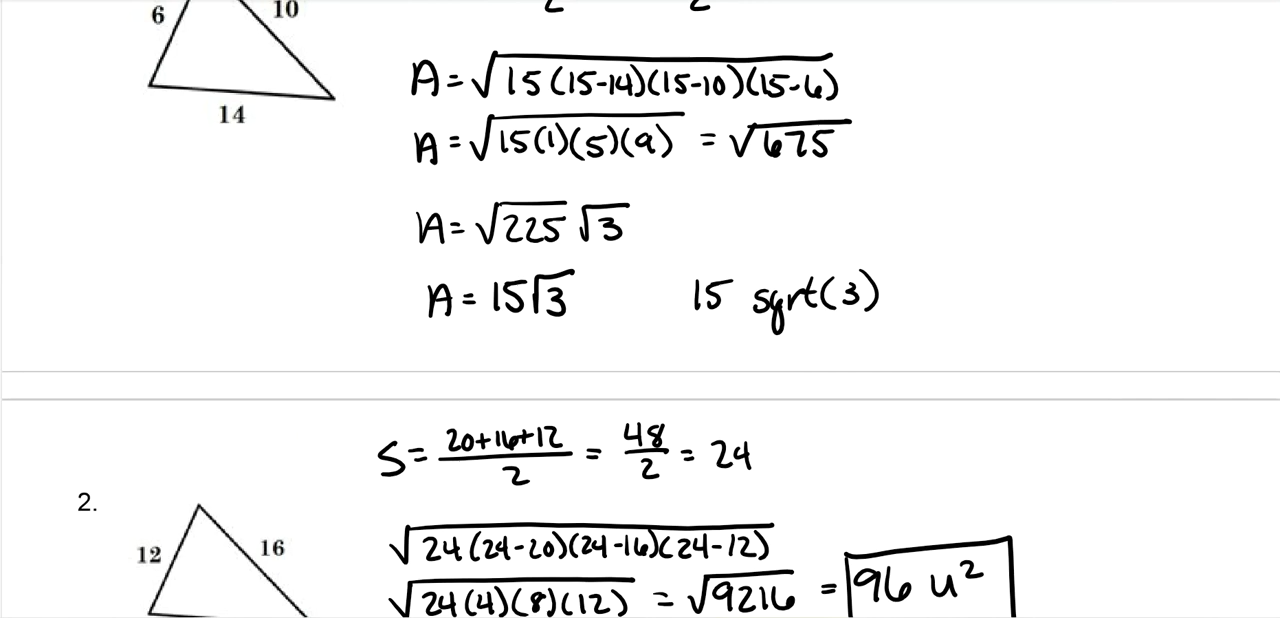 6
10
2
2
14
A = √15(15-14)(15-10)(15-6)
A = √15(1)(5)(9) = √675
A = √225 √3
A = 15√3
15 sqrt(3)
S = 20+16+12/2 = 48/2 = 24
2.
12
16
√24(24-20)(24-16)(24-12)
√24(4)(8)(12) = √9216 = 96 u²